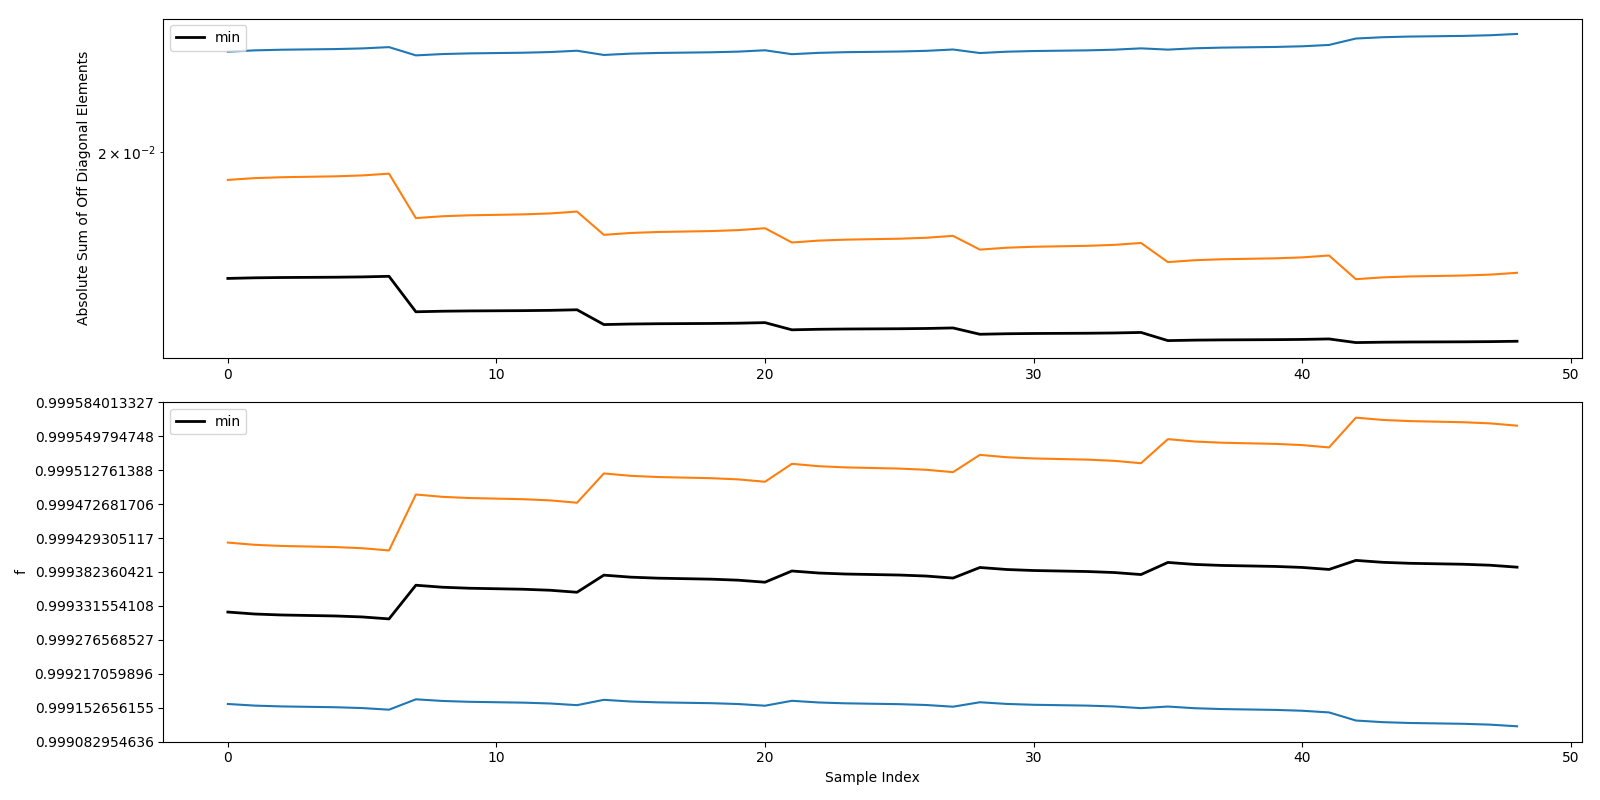 min
Absolute Sum of Off Diagonal Elements
2 × 10⁻²
0 10 20 30 40 50
min
f
0.999584013327
0.999549794748
0.999512761388
0.999472681706
0.999429305117
0.999382360421
0.999331554108
0.999276568527
0.999217059896
0.999152656155
0.999082954636
0 10 20 30 40 50
Sample Index